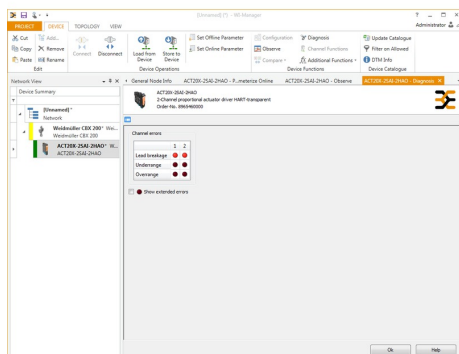 [Unnamed] (*) - WI-Manager
PROJECT DEVICE TOPOLOGY VIEW
Administrator
Cut
Copy
Paste
Add...
Remove
Rename
Edit
Connect Disconnect
Load from Device
Store to Device
Device Operations
Set Offline Parameter
Set Online Parameter
Configuration
Observe
Compare
Diagnosis
Channel Functions
Additional Functions
Device Functions
Update Catalogue
Filter on Allowed
DTM Info
Device Catalogue
Network View
Device Summary
[Unnamed]*
Network
Weidmüller CBX 200* Wei...
Weidmüller CBX 200
ACT20X-2SAI-2HAO* W...
ACT20X-2SAI-2HAO
General Node Info ACT20X-2SAI-2HAO - P...meterize Online ACT20X-2SAI-2HAO - Observe ACT20X-2SAI-2HAO - Diagnosis
ACT20X-2SAI-2HAO
2-Channel proportional actuator driver HART-transparent
Order-No. 8965460000
Channel errors
1 2
Lead breakage
Underrange
Overrange
Show extended errors
Ok Help